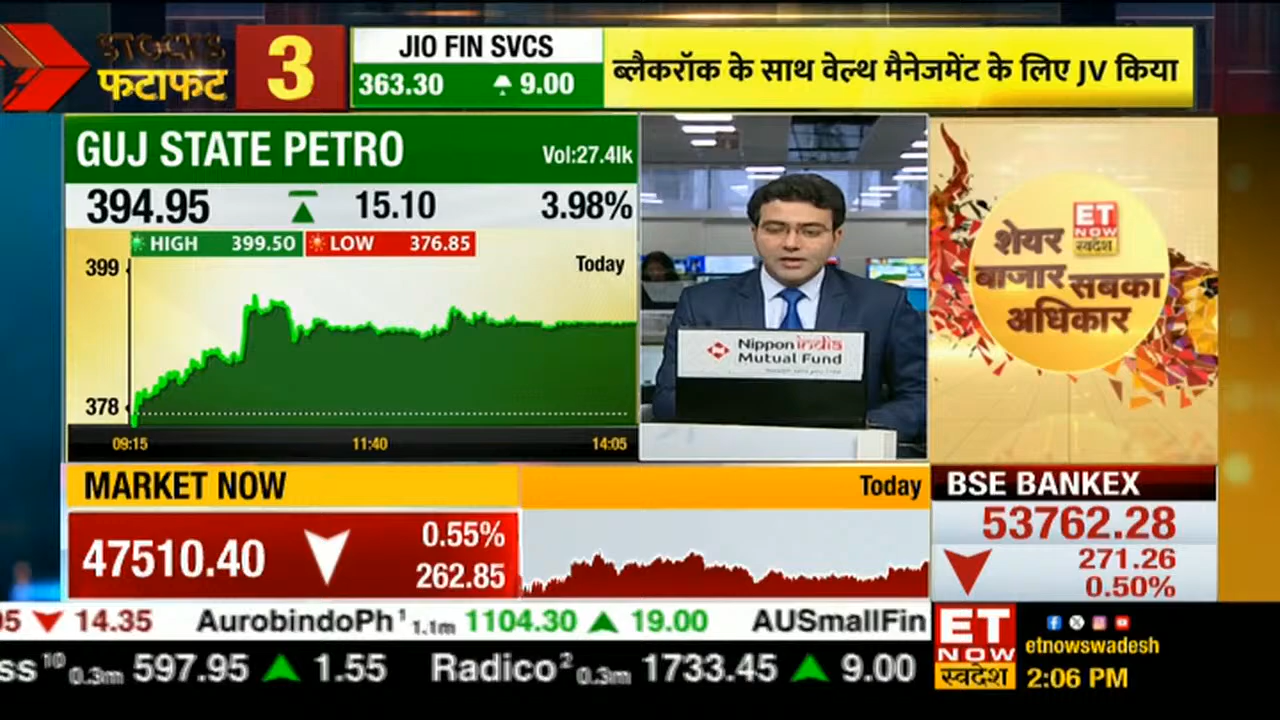 STOCKS
फटाफट
3
JIO FIN SVCS
363.30 9.00
ब्लैकरॉक के साथ वेल्थ मैनेजमेंट के लिए JV किया
GUJ STATE PETRO
Vol:27.4lk
394.95 15.10 3.98%
HIGH 399.50 LOW 376.85
399
Today
378
09:15 11:40 14:05
Nippon india
Mutual Fund
ET
NOW
स्वदेश
शेयर
बाजार सबका
अधिकार
MARKET NOW
Today
47510.40
0.55%
262.85
BSE BANKEX
53762.28
271.26
0.50%
05 14.35 AurobindoPh 1 1.1m 1104.30 19.00 AUSmallFin
ss 10 0.3m 597.95 1.55 Radico 2 0.3m 1733.45 9.00
ET
NOW
स्वदेश
etnowswadesh
2:06 PM